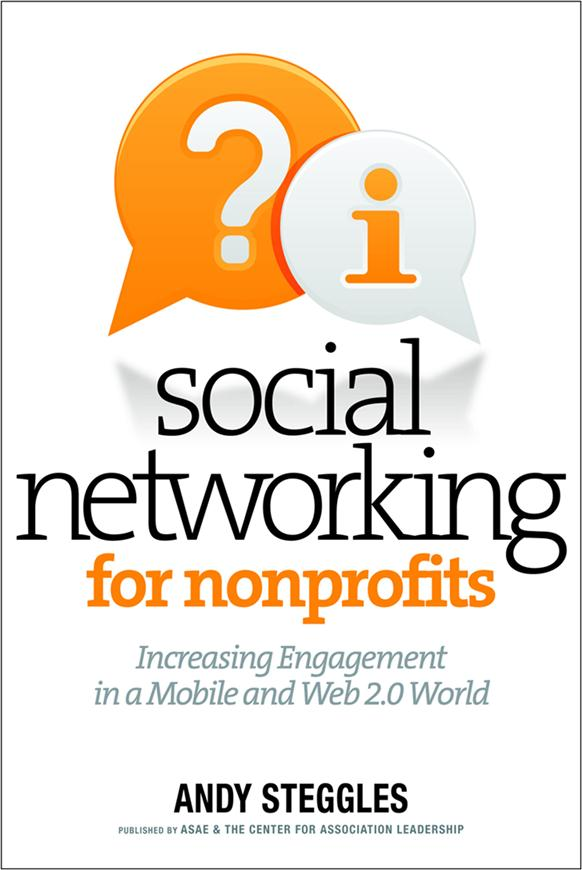 ? i
social
networking
for nonprofits
Increasing Engagement
in a Mobile and Web 2.0 World
ANDY STEGGLES
PUBLISHED BY ASAE & THE CENTER FOR ASSOCIATION LEADERSHIP